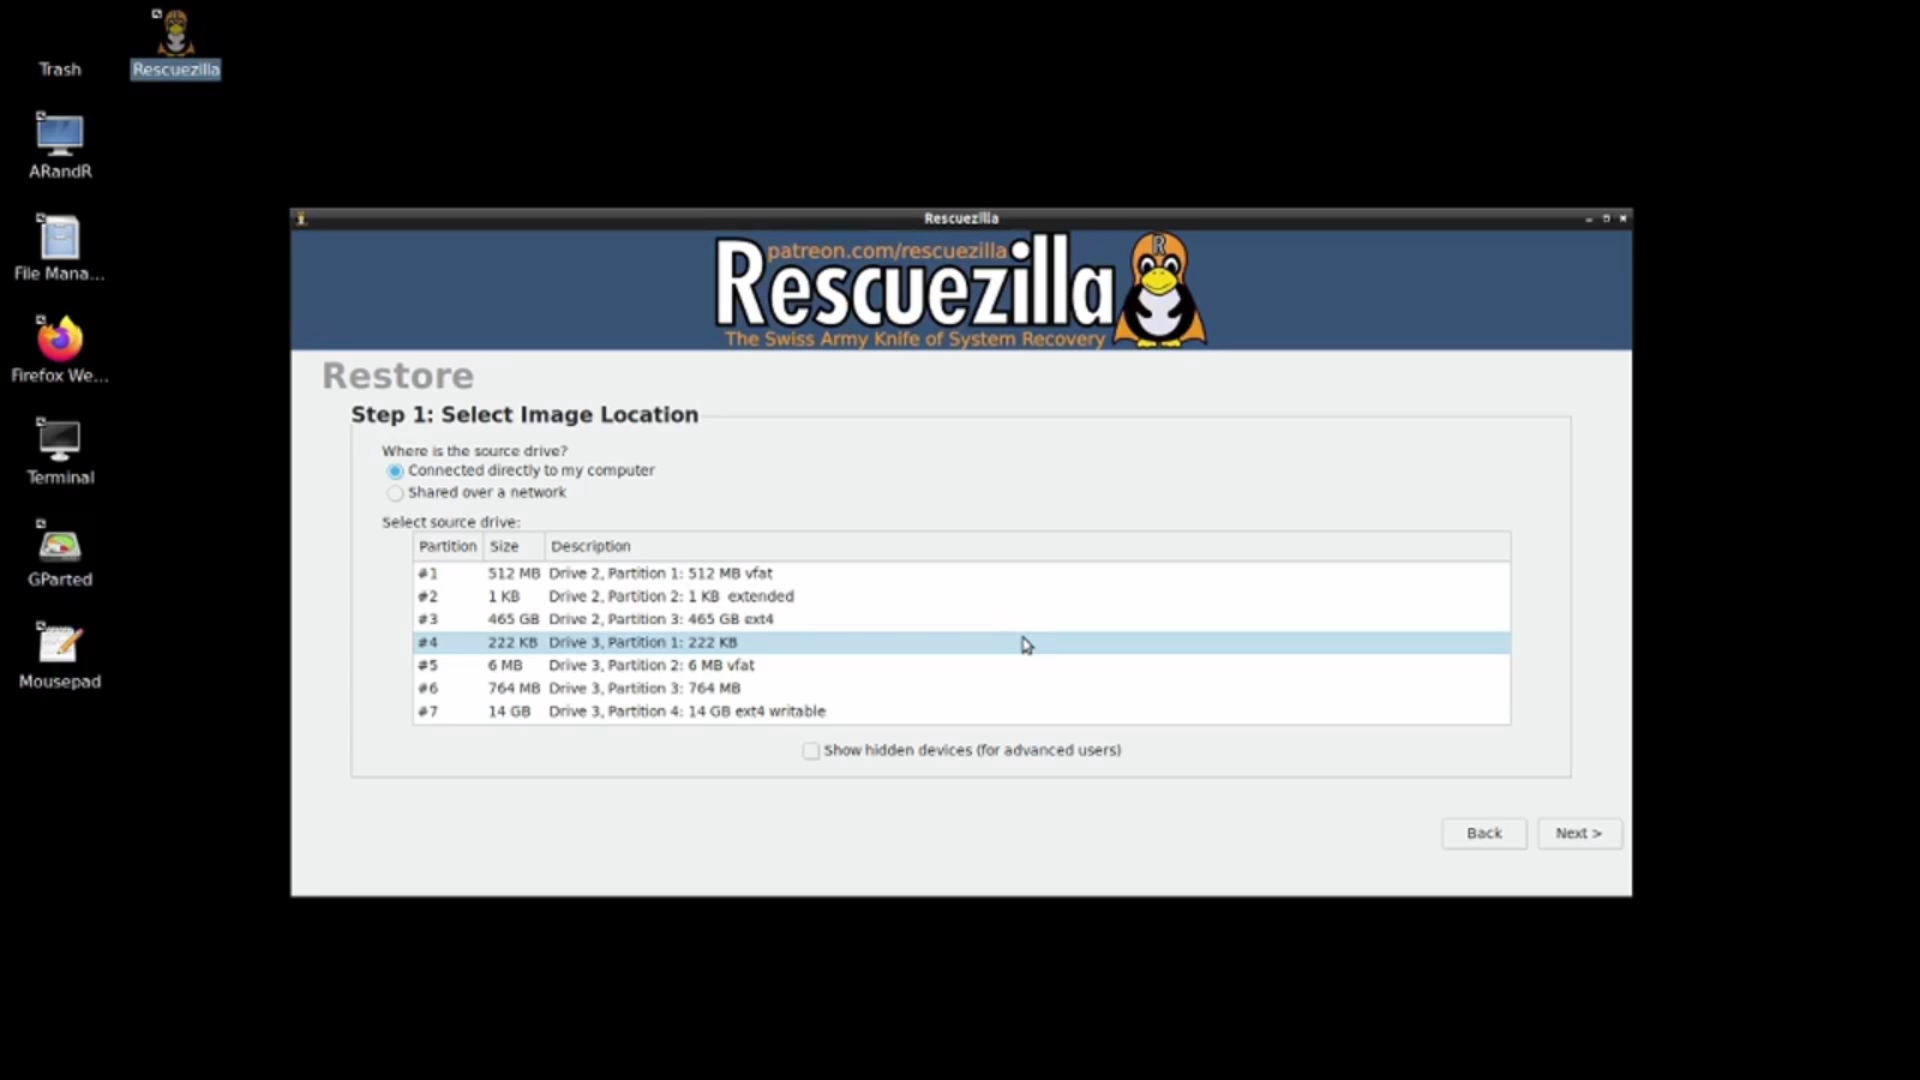 Trash
Rescuezilla
ARandR
File Mana...
Firefox We...
Terminal
GParted
Mousepad
Rescuezilla
patreon.com/rescuezilla
Rescuezilla
R
The Swiss Army Knife of System Recovery
Restore
Step 1: Select Image Location
Where is the source drive?
Connected directly to my computer
Shared over a network
Select source drive:
Partition Size Description
#1 512 MB Drive 2, Partition 1: 512 MB vfat
#2 1 KB Drive 2, Partition 2: 1 KB extended
#3 465 GB Drive 2, Partition 3: 465 GB ext4
#4 222 KB Drive 3, Partition 1: 222 KB
#5 6 MB Drive 3, Partition 2: 6 MB vfat
#6 764 MB Drive 3, Partition 3: 764 MB
#7 14 GB Drive 3, Partition 4: 14 GB ext4 writable
Show hidden devices (for advanced users)
Back Next >